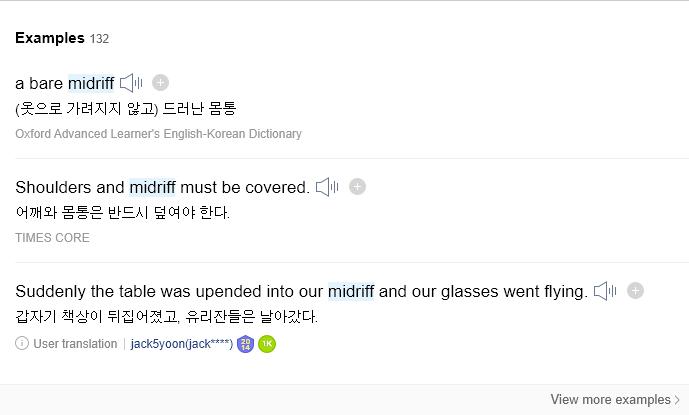 Examples 132
a bare midriff
(옷으로 가려지지 않고) 드러난 몸통
Oxford Advanced Learner's English-Korean Dictionary
Shoulders and midriff must be covered.
어깨와 몸통은 반드시 덮여야 한다.
TIMES CORE
Suddenly the table was upended into our midriff and our glasses went flying.
갑자기 책상이 뒤집어졌고, 유리잔들은 날아갔다.
User translation | jack5yoon(jack****) 2014 1K
View more examples >